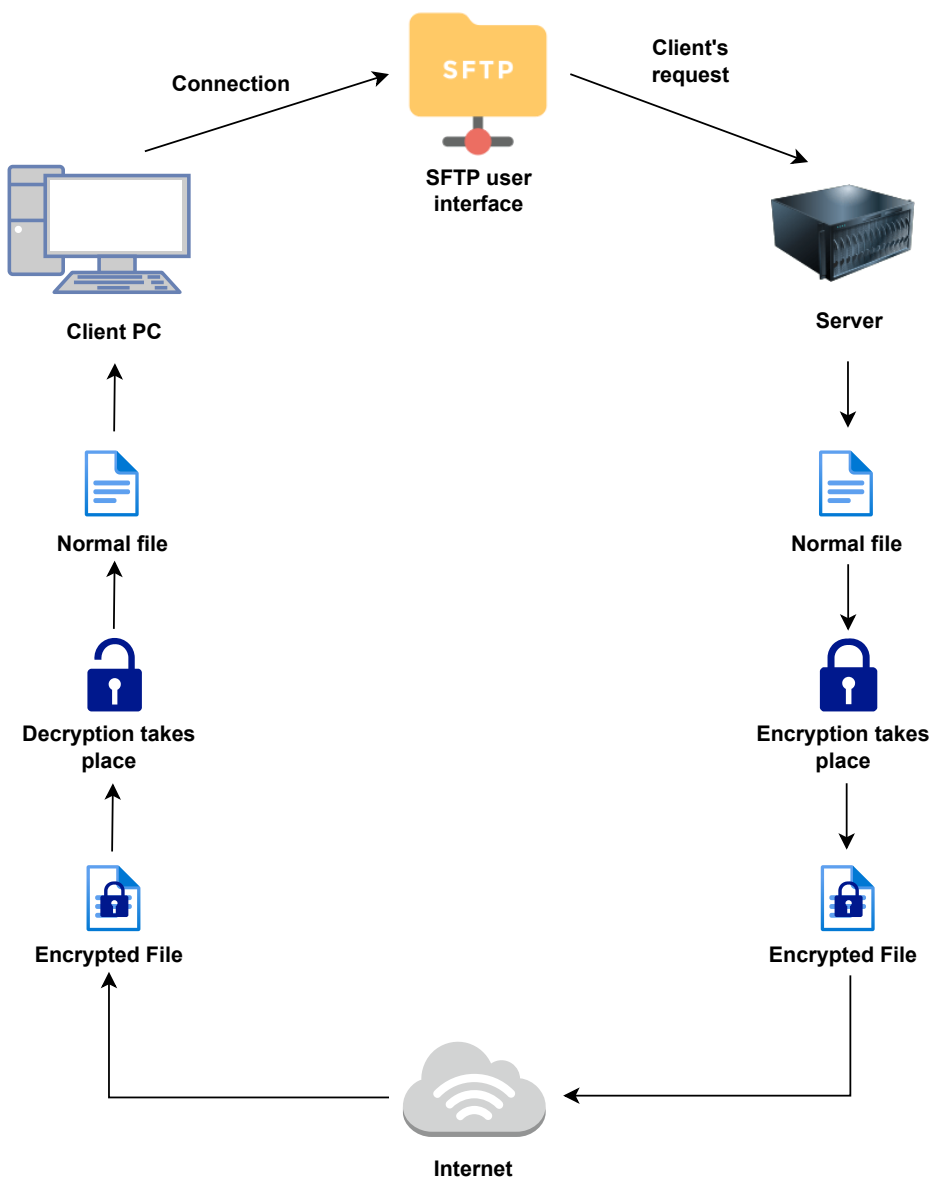 Connection
SFTP
Client's
request
SFTP user
interface
Client PC
Server
Normal file
Normal file
Decryption takes
place
Encryption takes
place
Encrypted File
Encrypted File
Internet